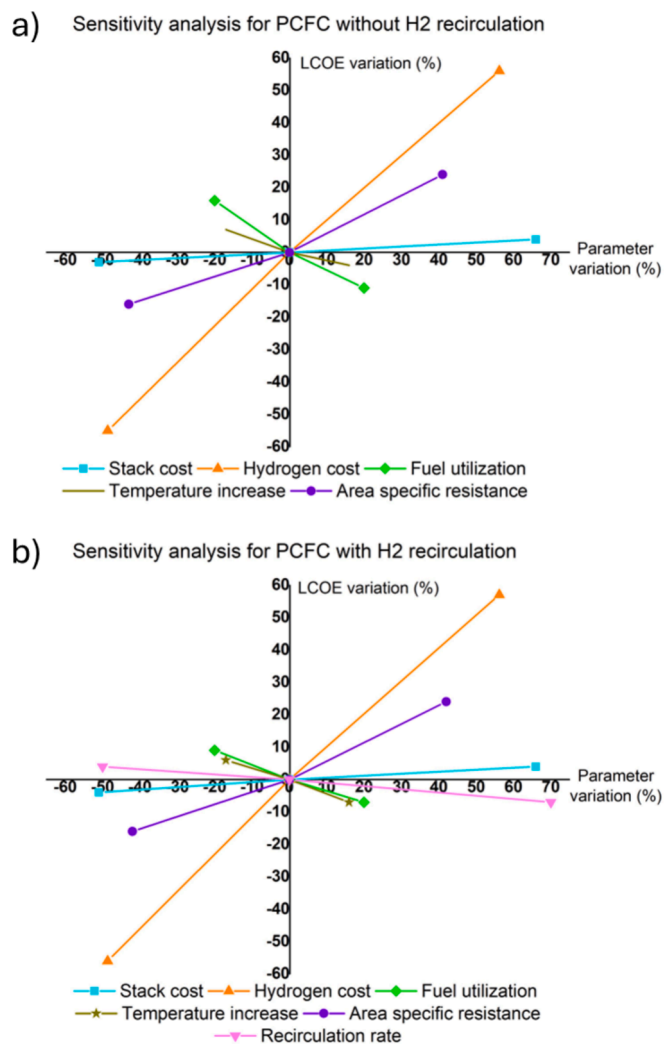 a) Sensitivity analysis for PCFC without H2 recirculation
60 LCOE variation (%)
50
40
30
20
10
-60 -50 -40 -30 -20 -10 0 10 20 30 40 50 60 70 Parameter
variation (%)
-10
-20
-30
-40
-50
-60
Stack cost Hydrogen cost Fuel utilization
Temperature increase Area specific resistance
b) Sensitivity analysis for PCFC with H2 recirculation
60 LCOE variation (%)
50
40
30
20
10
-60 -50 -40 -30 -20 -10 0 10 20 30 40 50 60 70 Parameter
variation (%)
-10
-20
-30
-40
-50
-60
Stack cost Hydrogen cost Fuel utilization
Temperature increase Area specific resistance
Recirculation rate